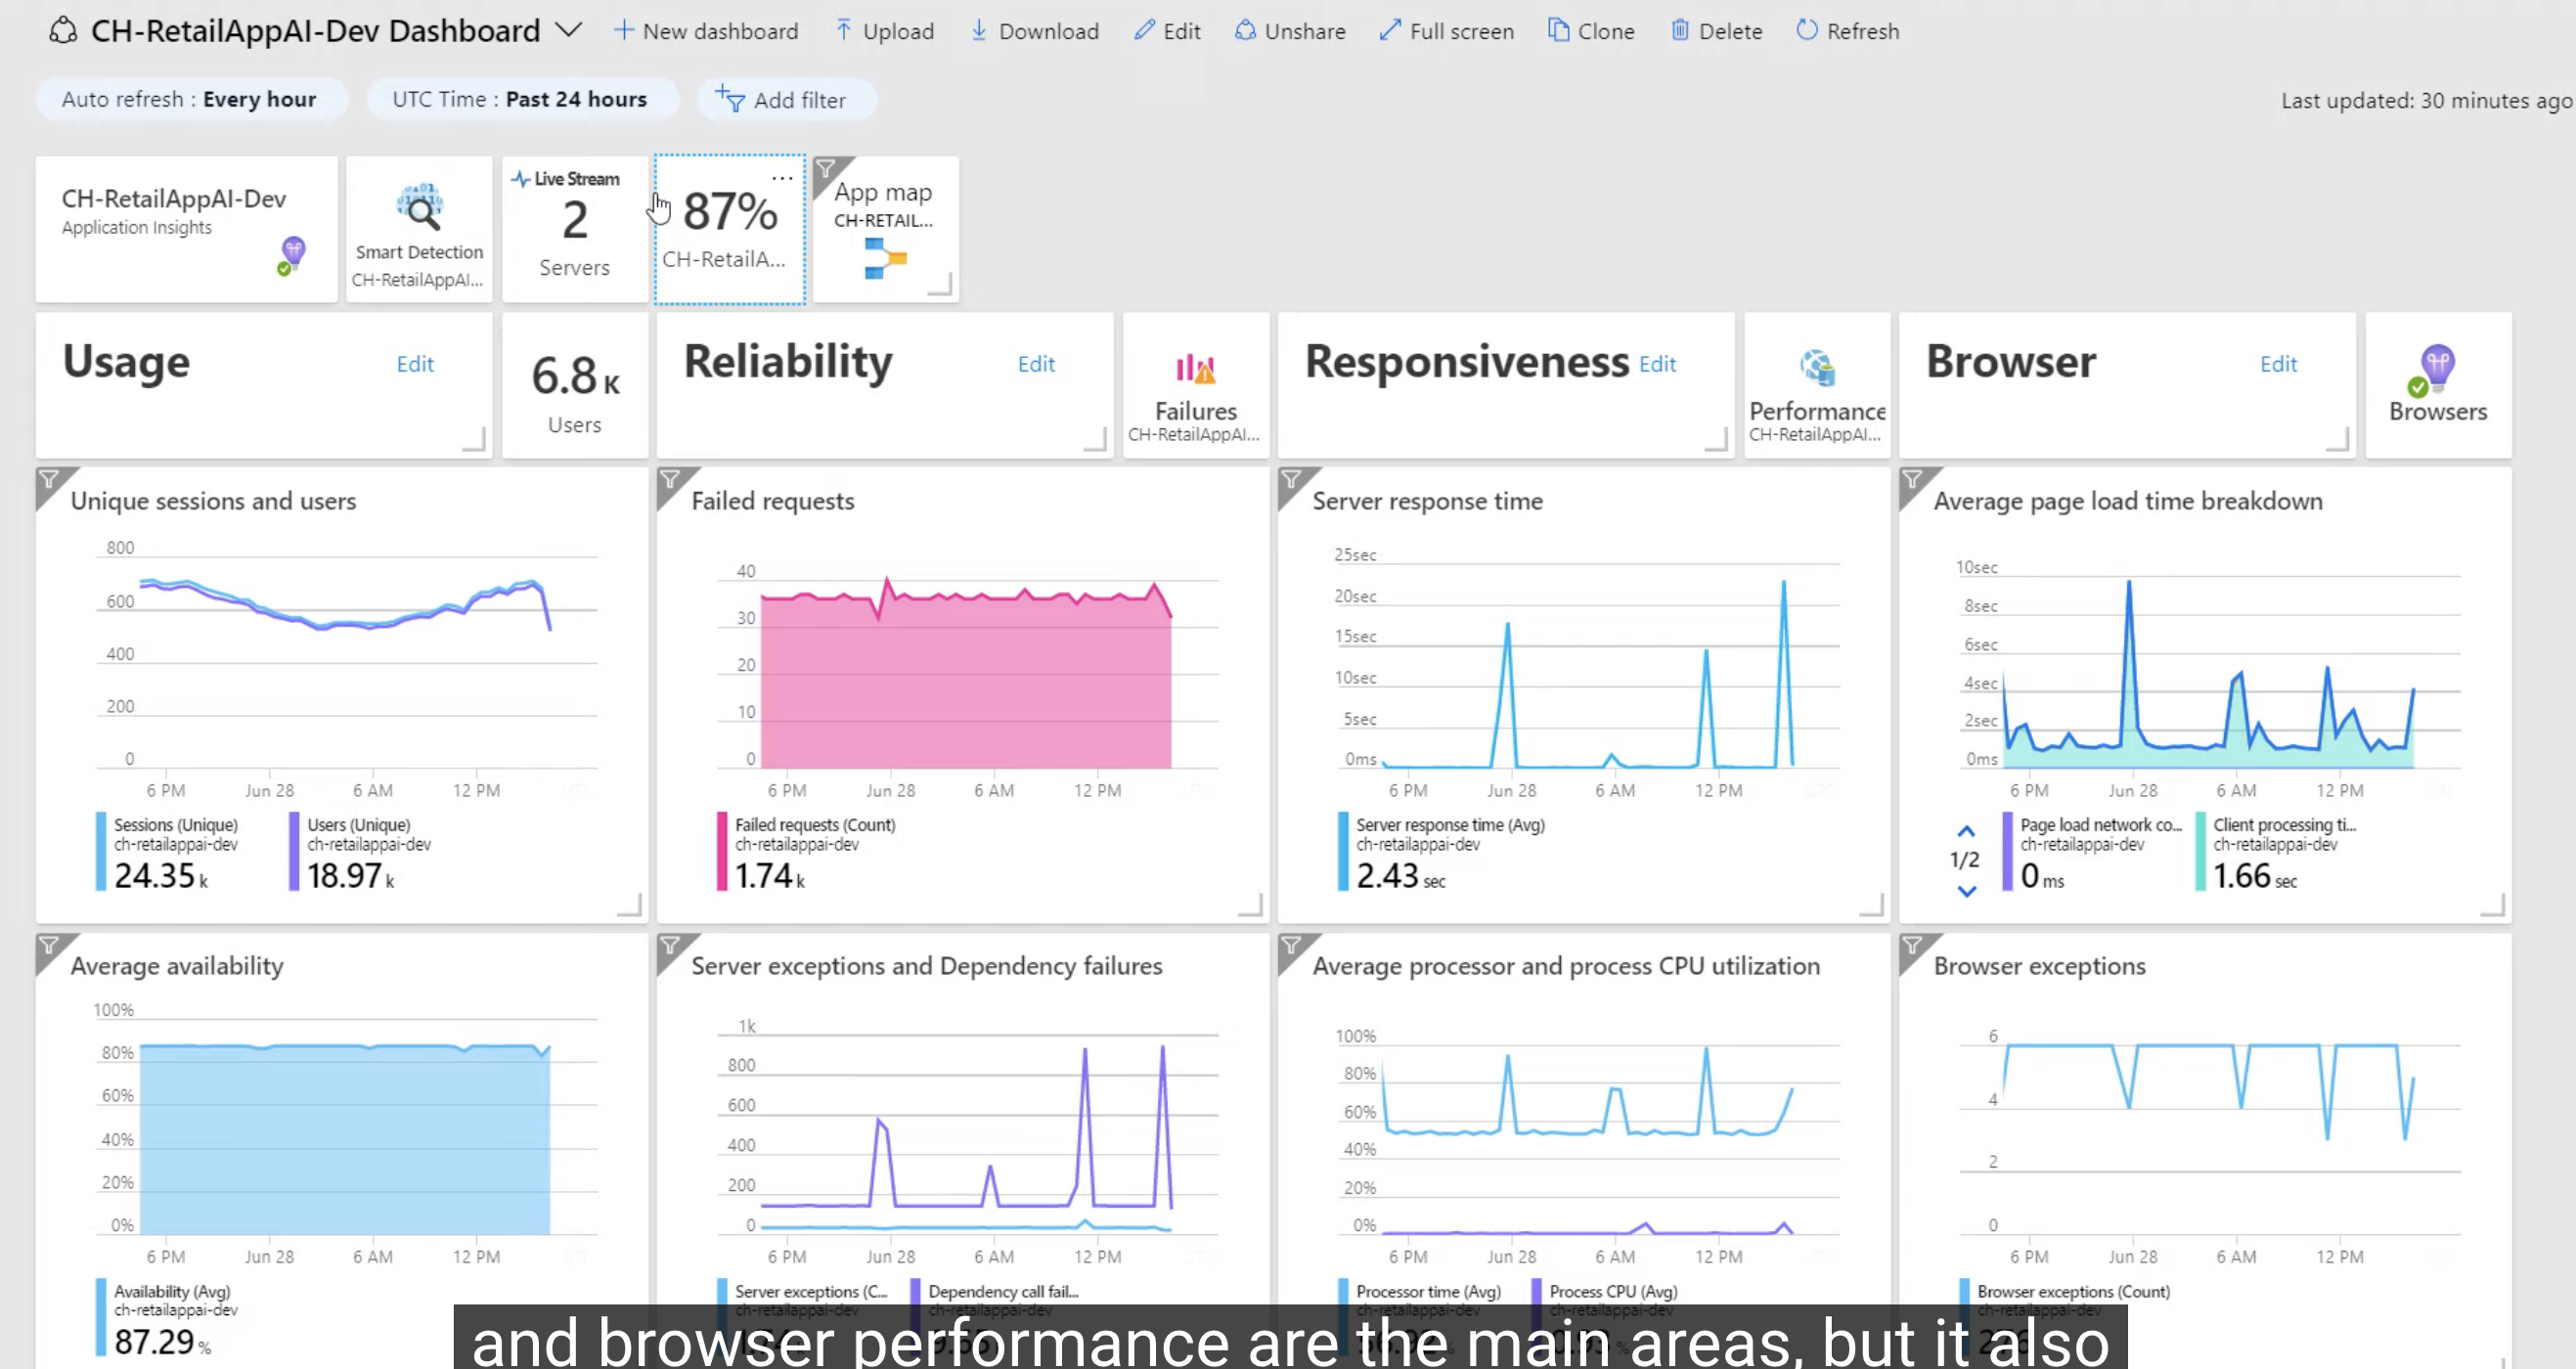 CH-RetailAppAI-Dev Dashboard
New dashboard
Upload
Download
Edit
Unshare
Full screen
Clone
Delete
Refresh
Auto refresh : Every hour
UTC Time : Past 24 hours
Add filter
Last updated: 30 minutes ago
CH-RetailAppAI-Dev
Application Insights
Smart Detection
CH-RetailAppAI...
Live Stream
2
Servers
...
87%
CH-RetailA...
App map
CH-RETAIL...
Usage
Edit
6.8 K
Users
Reliability
Edit
Failures
CH-RetailAppAI...
Responsiveness
Edit
Performance
CH-RetailAppAI...
Browser
Edit
Browsers
Unique sessions and users
800
600
400
200
0
6 PM
Jun 28
6 AM
12 PM
Sessions (Unique)
ch-retailappai-dev
24.35 k
Users (Unique)
ch-retailappai-dev
18.97 k
Failed requests
40
30
20
10
0
6 PM
Jun 28
6 AM
12 PM
Failed requests (Count)
ch-retailappai-dev
1.74 k
Server response time
25sec
20sec
15sec
10sec
5sec
0ms
6 PM
Jun 28
6 AM
12 PM
Server response time (Avg)
ch-retailappai-dev
2.43 sec
Average page load time breakdown
10sec
8sec
6sec
4sec
2sec
0ms
6 PM
Jun 28
6 AM
12 PM
1/2
Page load network co...
ch-retailappai-dev
0 ms
Client processing ti...
ch-retailappai-dev
1.66 sec
Average availability
100%
80%
60%
40%
20%
0%
6 PM
Jun 28
6 AM
12 PM
Availability (Avg)
ch-retailappai-dev
87.29 %
Server exceptions and Dependency failures
1k
800
600
400
200
0
6 PM
Jun 28
6 AM
12 PM
Server exceptions (C...
ch-retailappai-dev
Dependency call fail...
ch-retailappai-dev
Average processor and process CPU utilization
100%
80%
60%
40%
20%
0%
6 PM
Jun 28
6 AM
12 PM
Processor time (Avg)
ch-retailappai-dev
Process CPU (Avg)
ch-retailappai-dev
Browser exceptions
6
4
2
0
6 PM
Jun 28
6 AM
12 PM
Browser exceptions (Count)
ch-retailappai-dev
and browser performance are the main areas, but it also